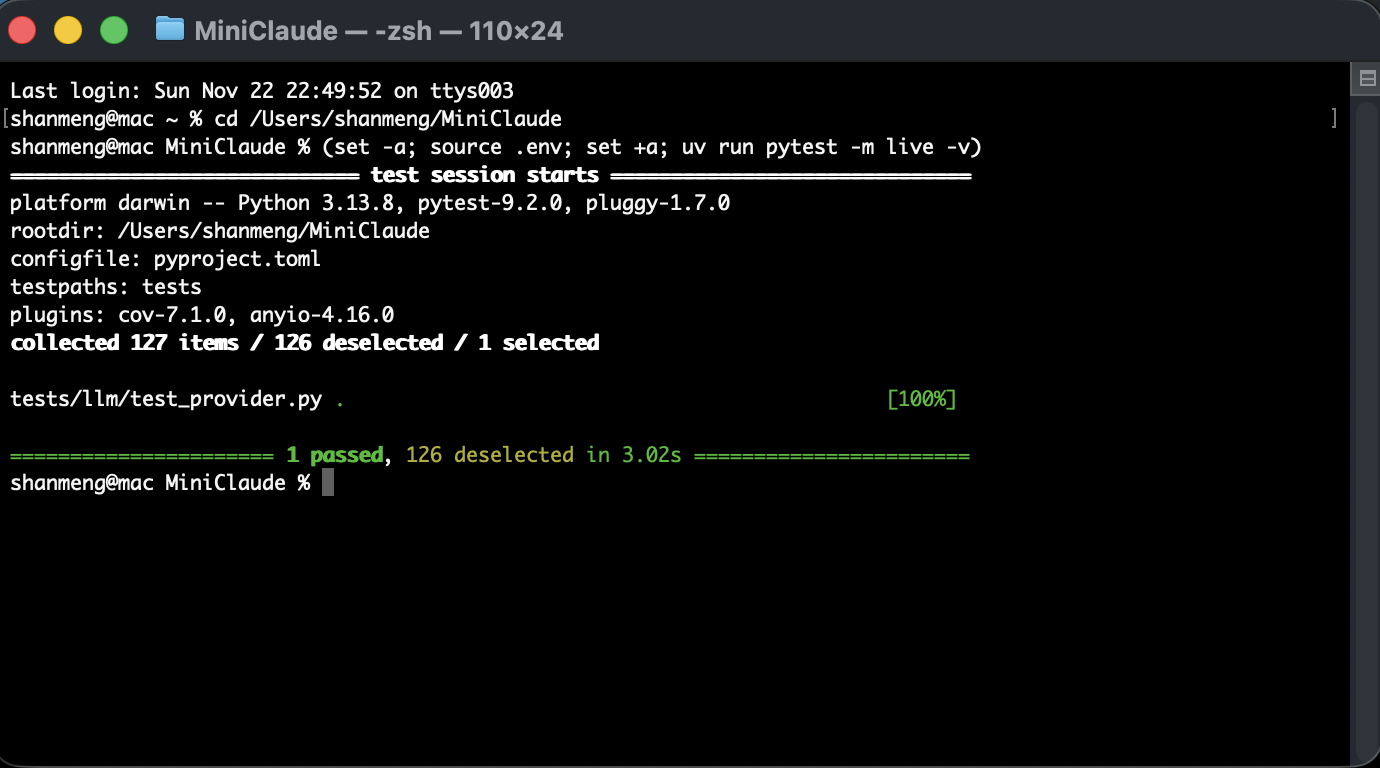 MiniClaude — -zsh — 110×24
Last login: Sun Nov 22 22:49:52 on ttys003
[shanmeng@mac ~ % cd /Users/shanmeng/MiniClaude ]
shanmeng@mac MiniClaude % (set -a; source .env; set +a; uv run pytest -m live -v)
============================= test session starts ==============================
platform darwin -- Python 3.13.8, pytest-9.2.0, pluggy-1.7.0
rootdir: /Users/shanmeng/MiniClaude
configfile: pyproject.toml
testpaths: tests
plugins: cov-7.1.0, anyio-4.16.0
collected 127 items / 126 deselected / 1 selected
tests/llm/test_provider.py . [100%]
====================== 1 passed, 126 deselected in 3.02s =======================
shanmeng@mac MiniClaude %